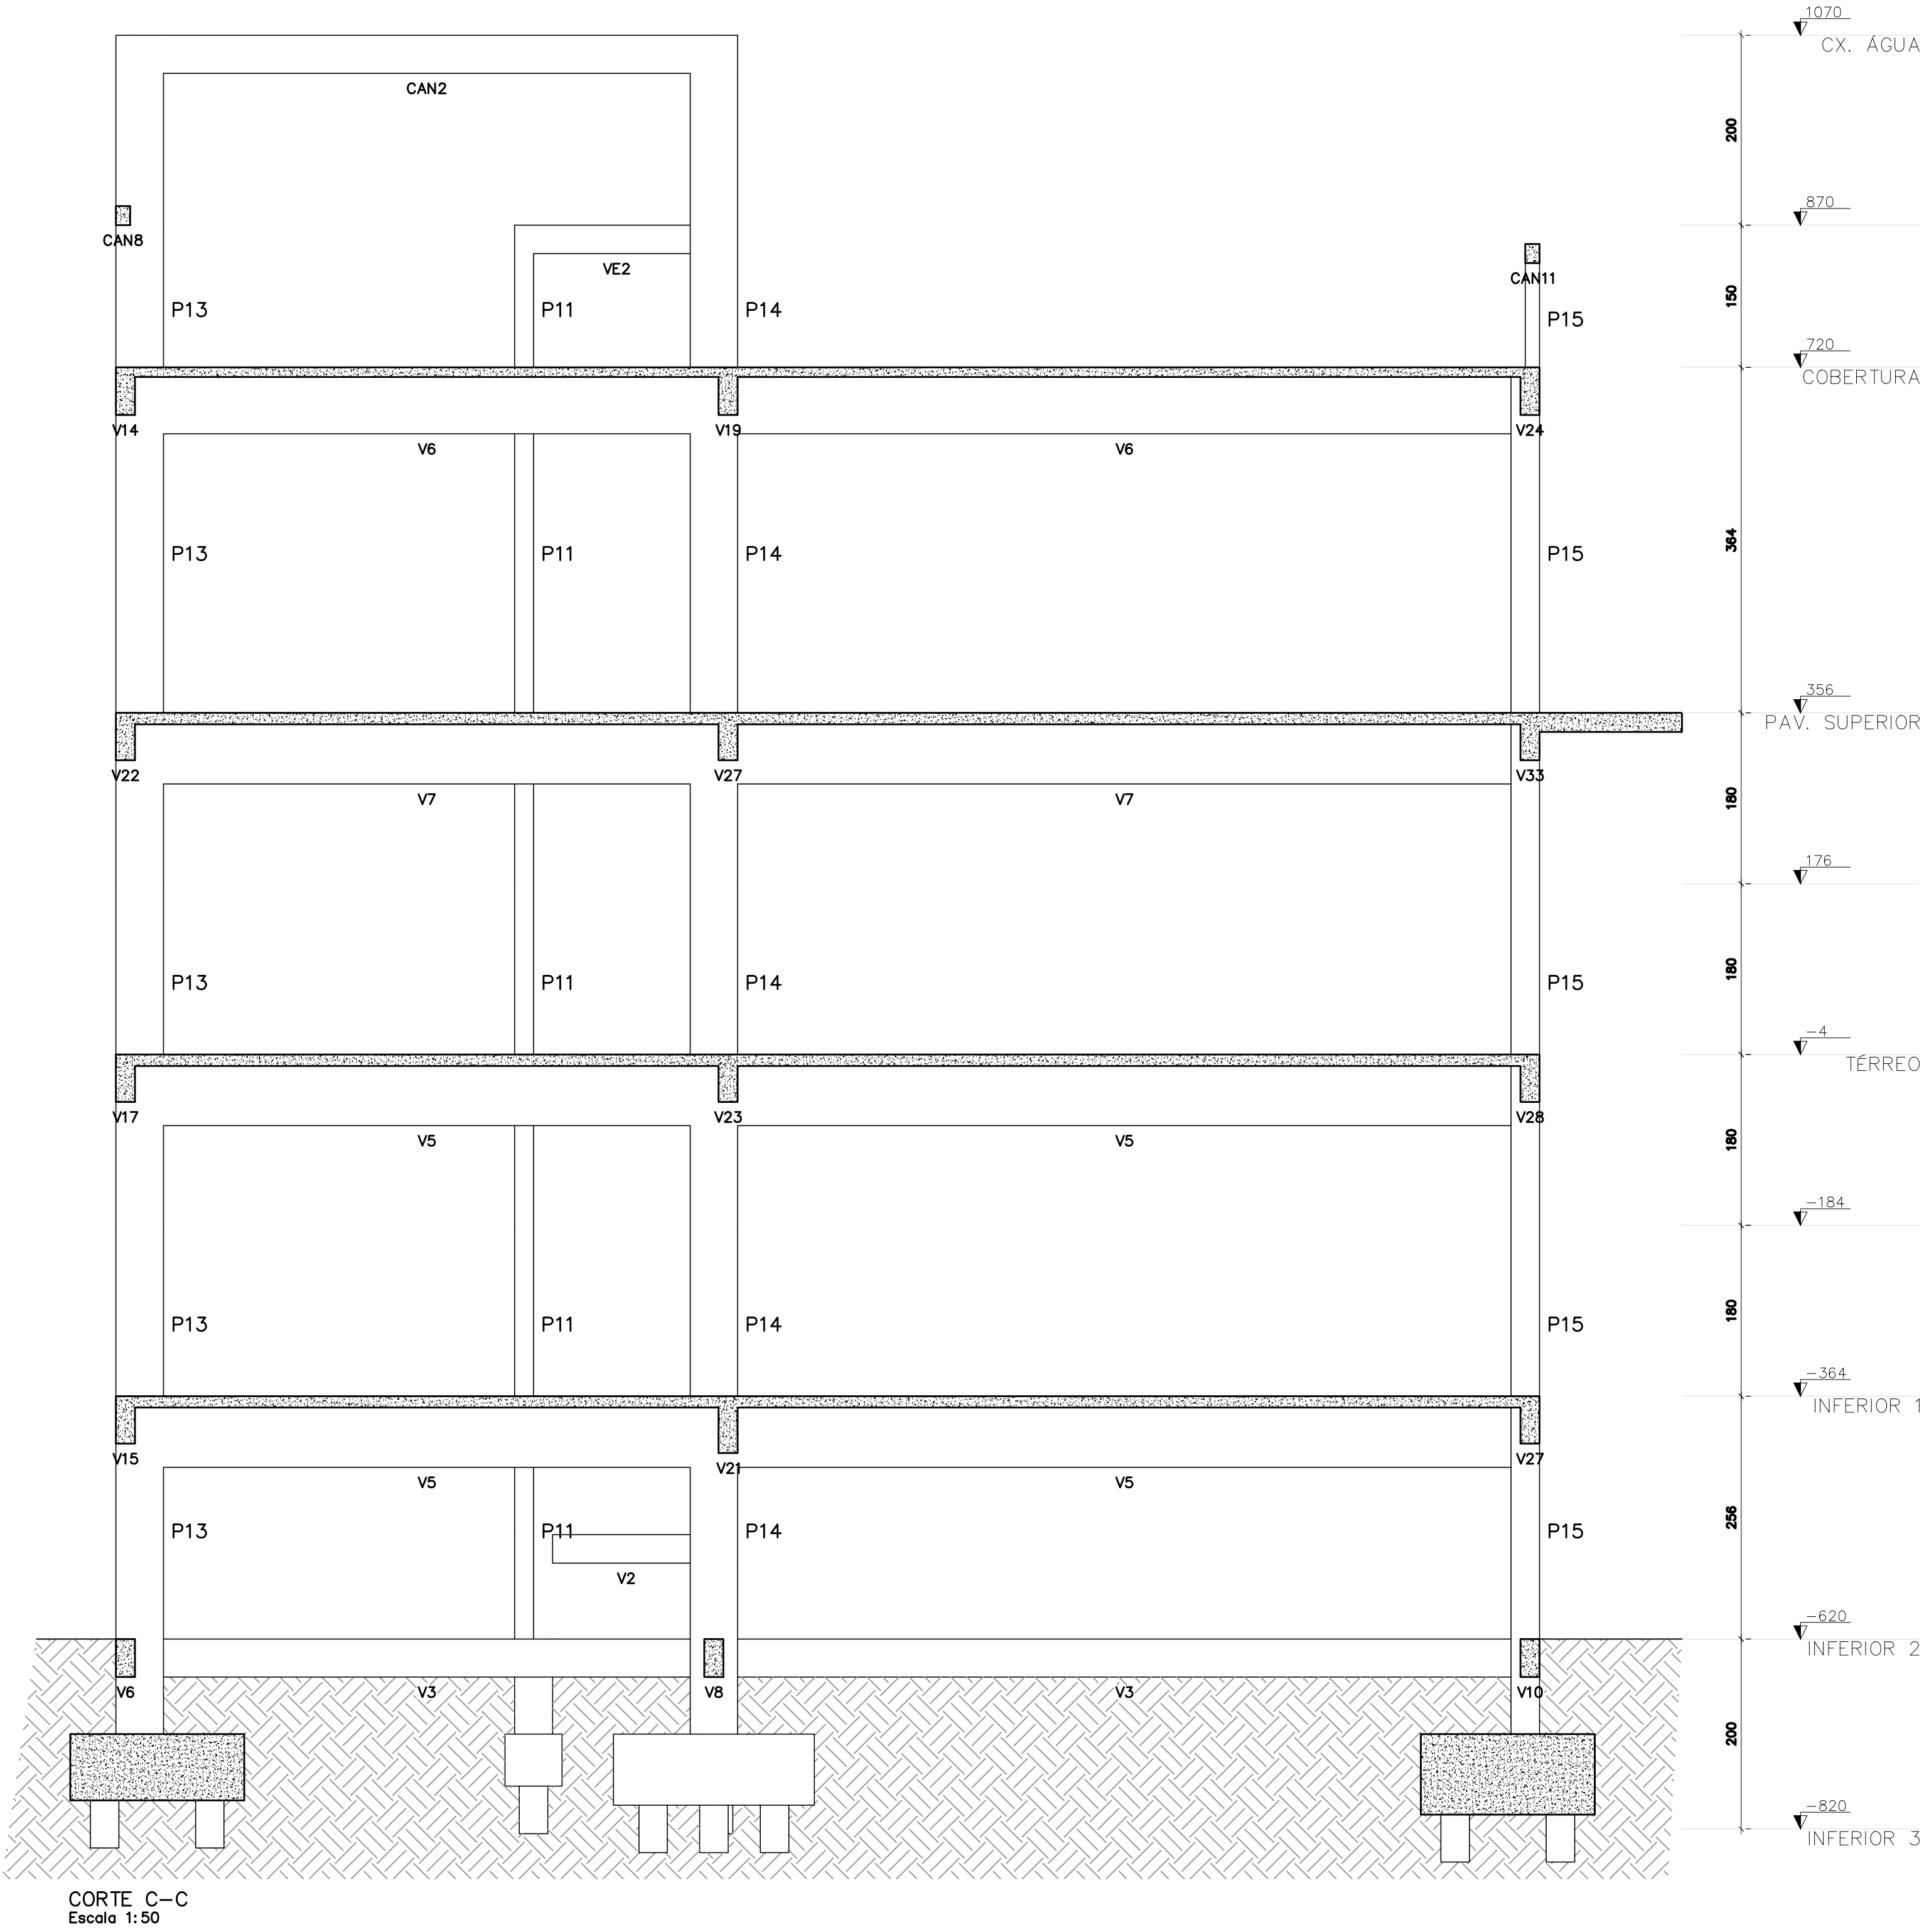 1070
CX. ÁGUA
CAN2
200
870
CAN8
VE2
CAN11
150
P13
P11
P14
P15
720
COBERTURA
V14
V19
V24
V6
V6
364
P13
P11
P14
P15
356
PAV. SUPERIOR
V22
V27
V33
V7
V7
180
176
180
P13
P11
P14
P15
-4
TÉRREO
V17
V23
V28
V5
V5
180
-184
180
P13
P11
P14
P15
-364
INFERIOR 1
V15
V21
V27
V5
V5
256
P13
P11
P14
P15
V2
-620
INFERIOR 2
V6
V3
V8
V3
V10
200
-820
INFERIOR 3
CORTE C-C
Escala 1:50